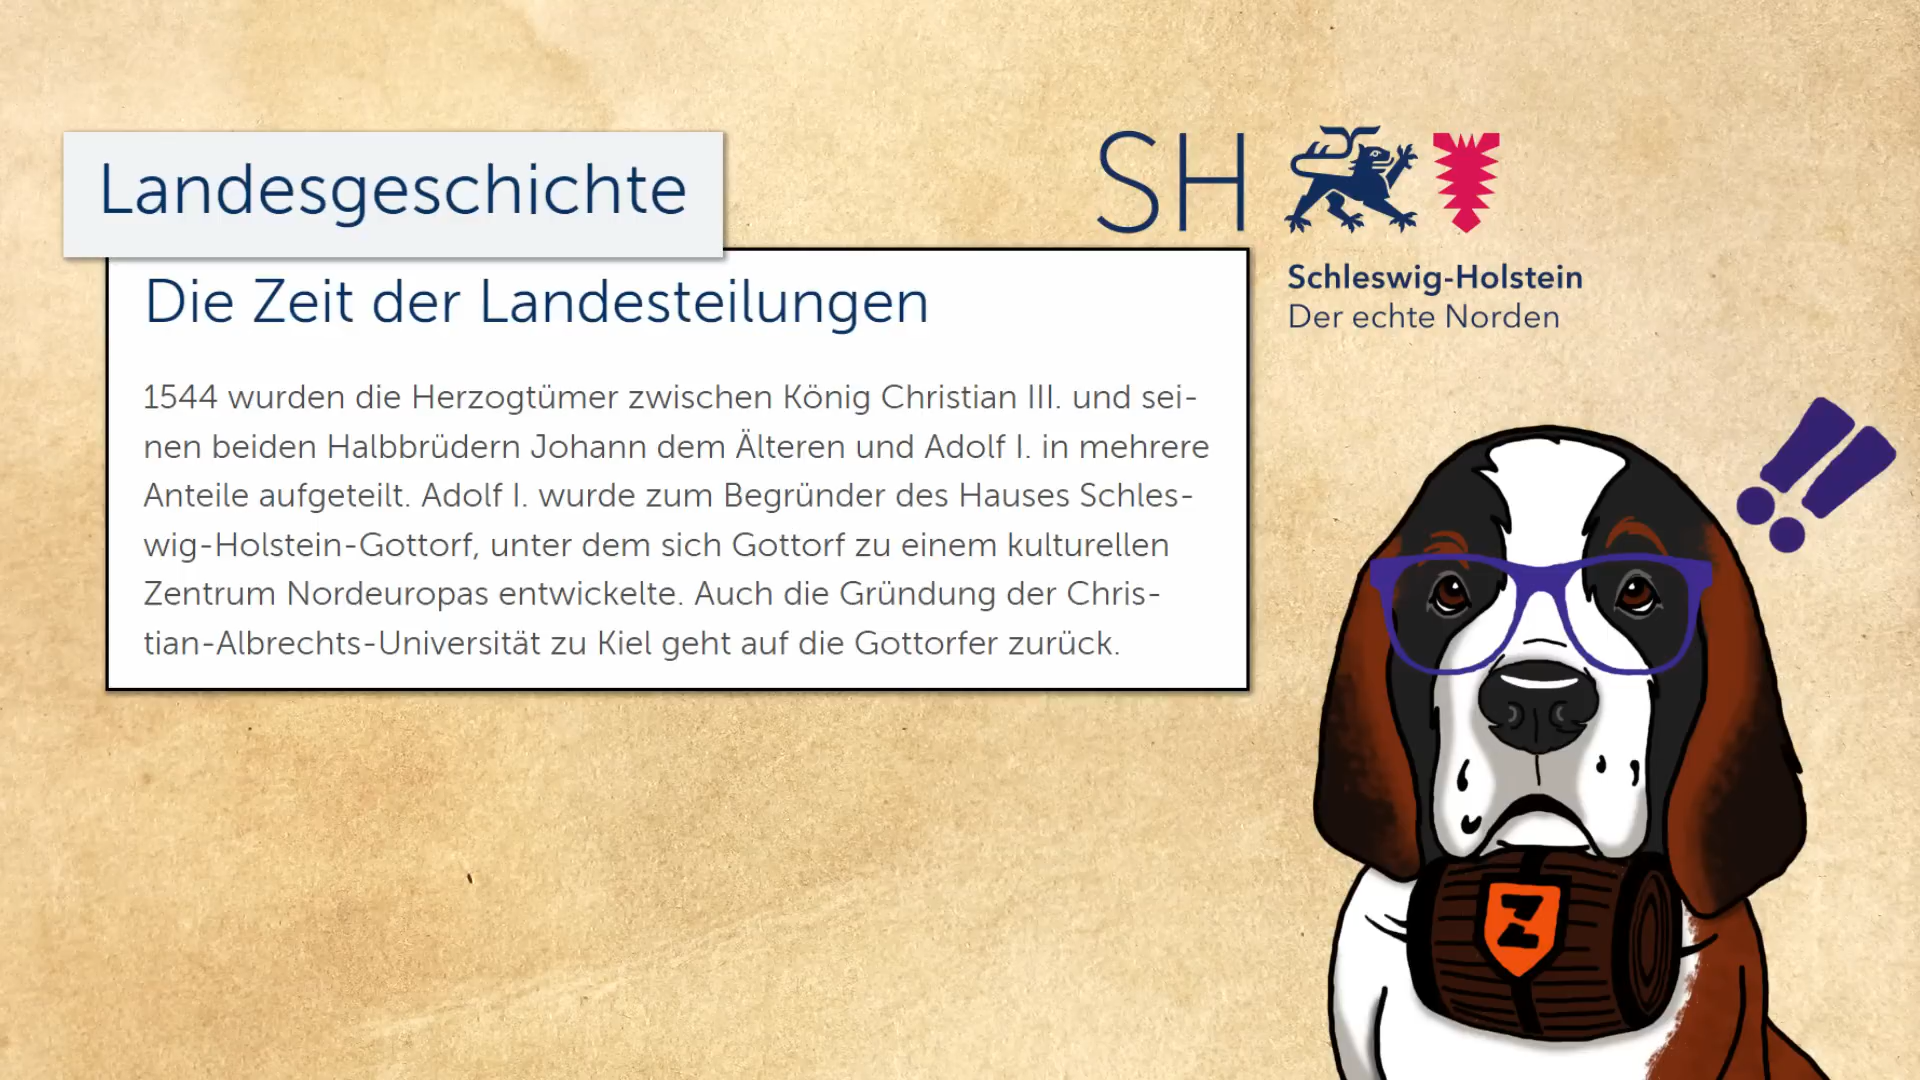 Landesgeschichte
SH
Schleswig-Holstein
Der echte Norden
Die Zeit der Landesteilungen
1544 wurden die Herzogtümer zwischen König Christian III. und sei-
nen beiden Halbbrüdern Johann dem Älteren und Adolf I. in mehrere
Anteile aufgeteilt. Adolf I. wurde zum Begründer des Hauses Schles-
wig-Holstein-Gottorf, unter dem sich Gottorf zu einem kulturellen
Zentrum Nordeuropas entwickelte. Auch die Gründung der Chris-
tian-Albrechts-Universität zu Kiel geht auf die Gottorfer zurück.
!!
Z